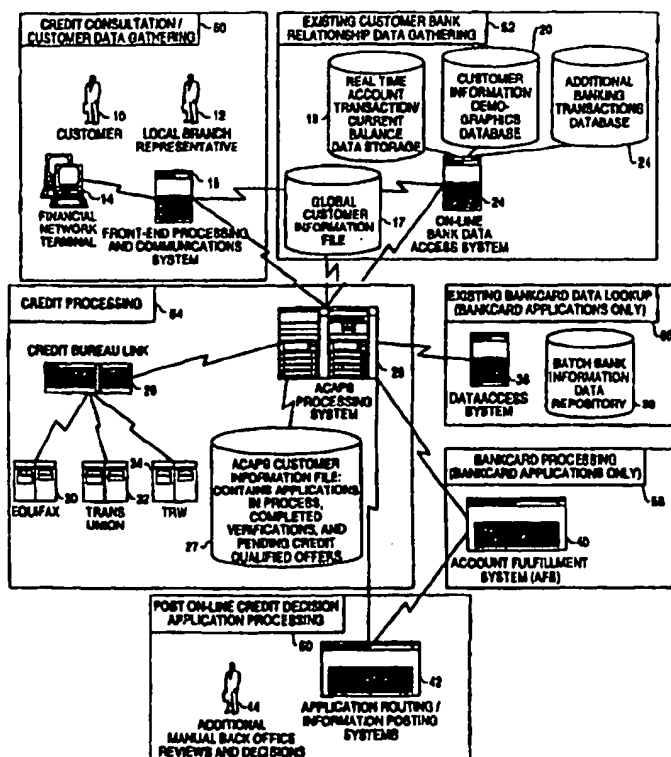 CREDIT CONSULTATION /
CUSTOMER DATA GATHERING
50
10
CUSTOMER
12
LOCAL BRANCH
REPRESENTATIVE
14
FINANCIAL
NETWORK
TERMINAL
16
FRONT-END PROCESSING
AND COMMUNICATIONS
SYSTEM
EXISTING CUSTOMER BANK
RELATIONSHIP DATA GATHERING
52
20
REAL TIME
ACCOUNT
TRANSACTION/
CURRENT
BALANCE
DATA STORAGE
18
CUSTOMER
INFORMATION
DEMO-
GRAPHICS
DATABASE
ADDITIONAL
BANKING
TRANSACTIONS
DATABASE
24
GLOBAL
CUSTOMER
INFORMATION
FILE
17
24
ON-LINE
BANK DATA
ACCESS SYSTEM
CREDIT PROCESSING
54
CREDIT BUREAU LINK
ACAPS
PROCESSING
SYSTEM
30
EQUIFAX
32
TRANS
UNION
34
TRW
ACAPS CUSTOMER
INFORMATION FILE:
CONTAINS APPLICATIONS
IN PROCESS,
COMPLETED
VERIFICATIONS,
AND
PENDING CREDIT
QUALIFIED OFFERS
27
EXISTING BANKCARD DATA LOOKUP
(BANKCARD APPLICATIONS ONLY)
36
DATA ACCESS
SYSTEM
BATCH BANK
INFORMATION
DATA
REPOSITORY
BANKCARD PROCESSING
(BANKCARD APPLICATIONS ONLY)
58
40
ACCOUNT FULFILLMENT
SYSTEM (AFS)
POST ON-LINE CREDIT DECISION
APPLICATION PROCESSING
60
44
ADDITIONAL
MANUAL BACK OFFICE
REVIEWS AND DECISIONS
42
APPLICATION ROUTING /
INFORMATION POSTING
SYSTEMS